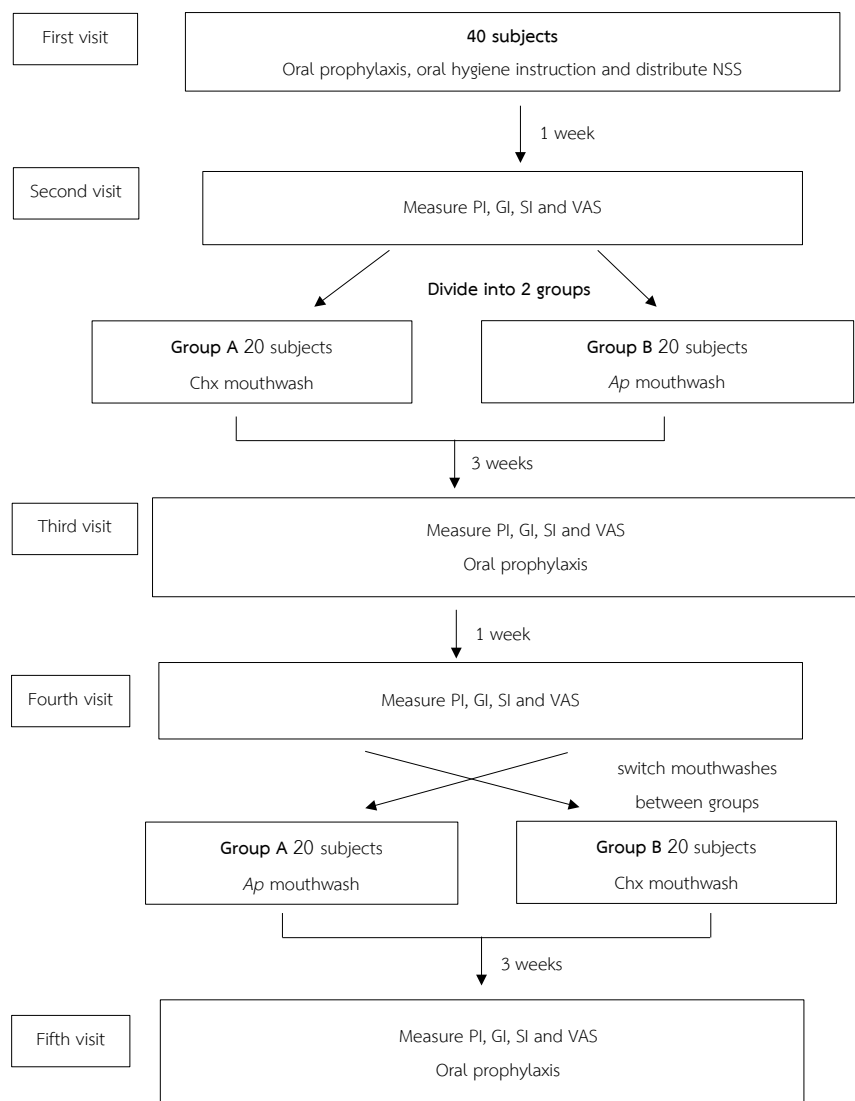 First visit
40 subjects
Oral prophylaxis, oral hygiene instruction and distribute NSS
1 week
Second visit
Measure PI, GI, SI and VAS
Divide into 2 groups
Group A 20 subjects
Chx mouthwash
Group B 20 subjects
Ap mouthwash
3 weeks
Third visit
Measure PI, GI, SI and VAS
Oral prophylaxis
1 week
Fourth visit
Measure PI, GI, SI and VAS
switch mouthwashes
between groups
Group A 20 subjects
Ap mouthwash
Group B 20 subjects
Chx mouthwash
3 weeks
Fifth visit
Measure PI, GI, SI and VAS
Oral prophylaxis